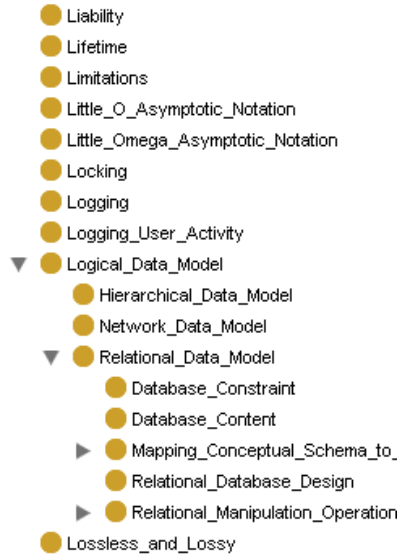 Liability
Lifetime
Limitations
Little_O_Asymptotic_Notation
Little_Omega_Asymptotic_Notation
Locking
Logging
Logging_User_Activity
Logical_Data_Model
Hierarchical_Data_Model
Network_Data_Model
Relational_Data_Model
Database_Constraint
Database_Content
Mapping_Conceptual_Schema_to_
Relational_Database_Design
Relational_Manipulation_Operation
Lossless_and_Lossy